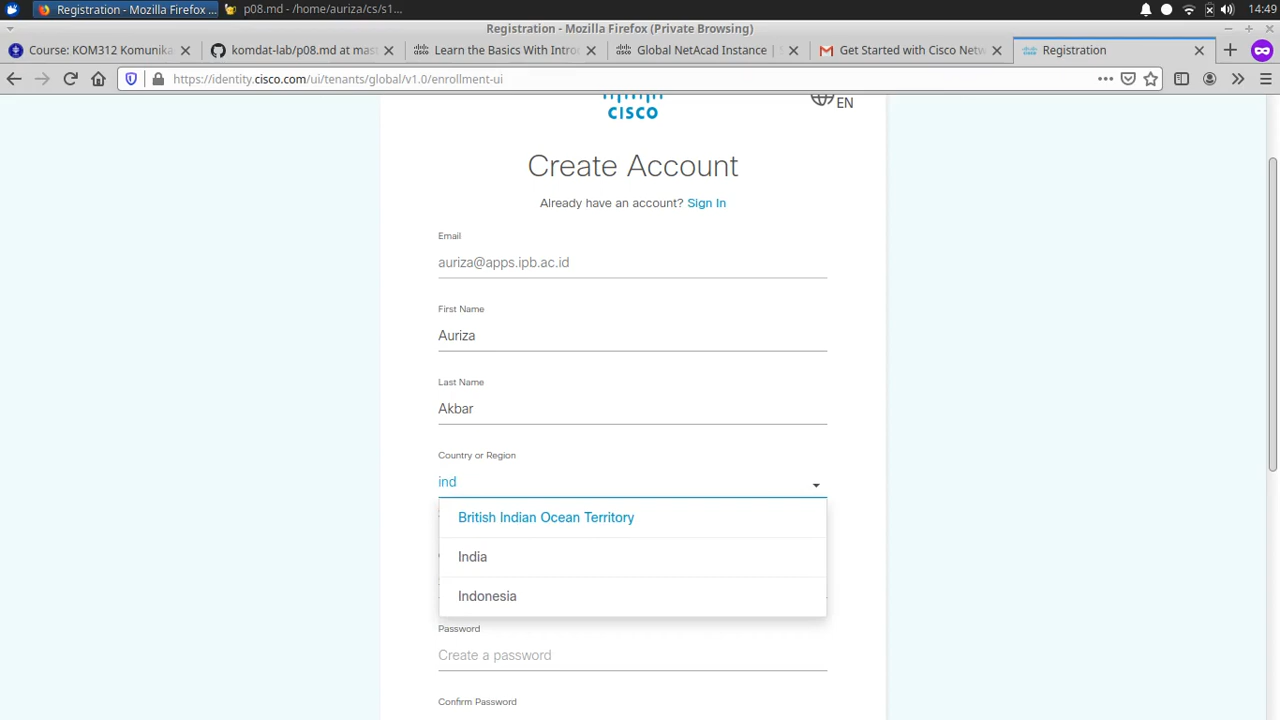 Registration - Mozilla Firefox ...
p08.md - /home/auriza/cs/s1...
14:49
Registration - Mozilla Firefox (Private Browsing)
Course: KOM312 Komunika
komdat-lab/p08.md at mast
Learn the Basics With Intro
Global NetAcad Instance |
Get Started with Cisco Netw
Registration
https://identity.cisco.com/ui/tenants/global/v1.0/enrollment-ui
CISCO
EN
Create Account
Already have an account? Sign In
Email
auriza@apps.ipb.ac.id
First Name
Auriza
Last Name
Akbar
Country or Region
ind
British Indian Ocean Territory
India
Indonesia
Password
Create a password
Confirm Password